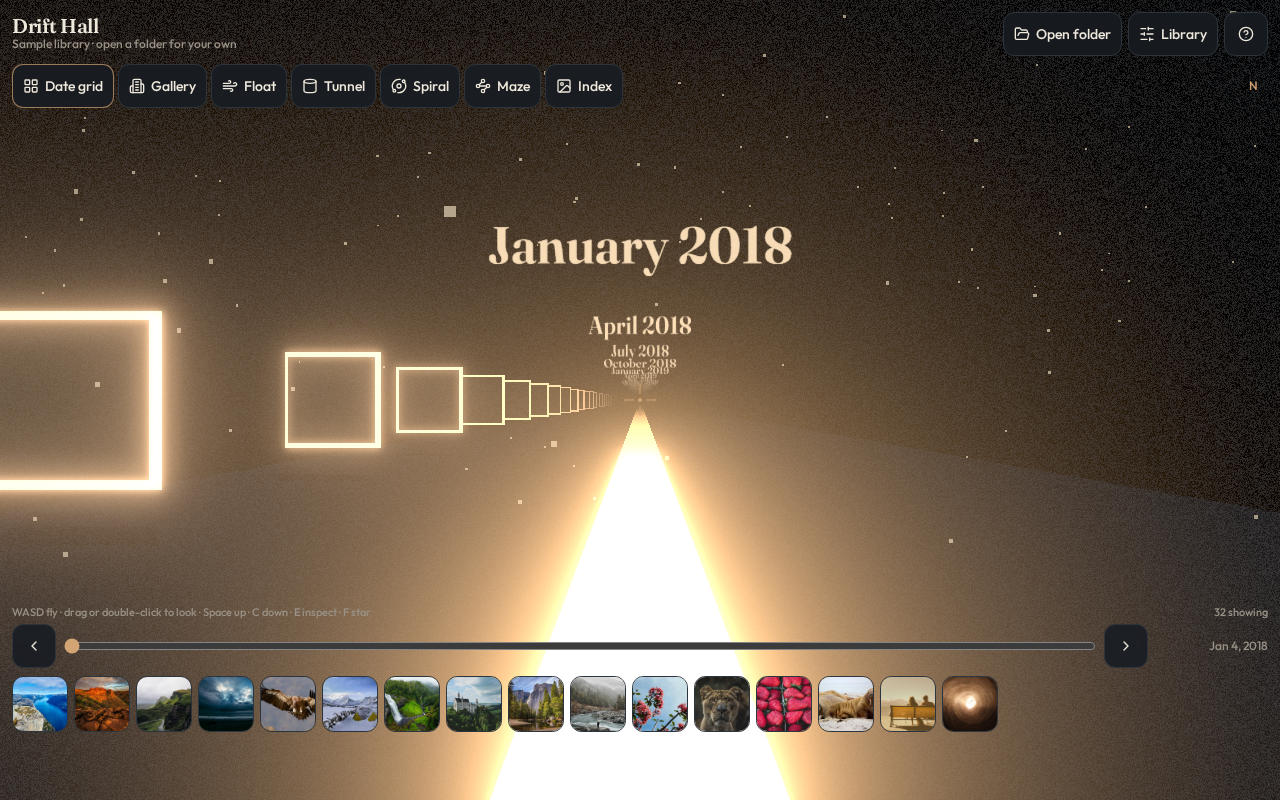 Drift Hall
Sample library · open a folder for your own
Open folder
Library
Date grid
Gallery
Float
Tunnel
Spiral
Maze
Index
N
January 2018
April 2018
July 2018
October 2018
January 2019
WASD fly · drag or double-click to look · Space up · C down · E inspect · F star
32 showing
Jan 4, 2018